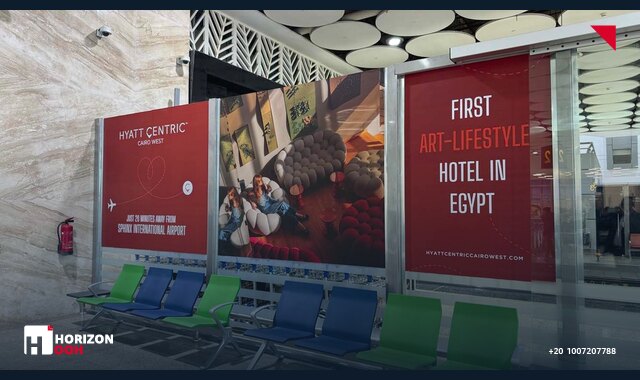 HYATT CENTRIC™
CAIRO WEST
JUST 20 MINUTES AWAY FROM
SPHINX INTERNATIONAL AIRPORT
FIRST
ART-LIFESTYLE
HOTEL IN
EGYPT
HYATTCENTRICCAIROWEST.COM
HORIZON
OOH
+20 1007207788